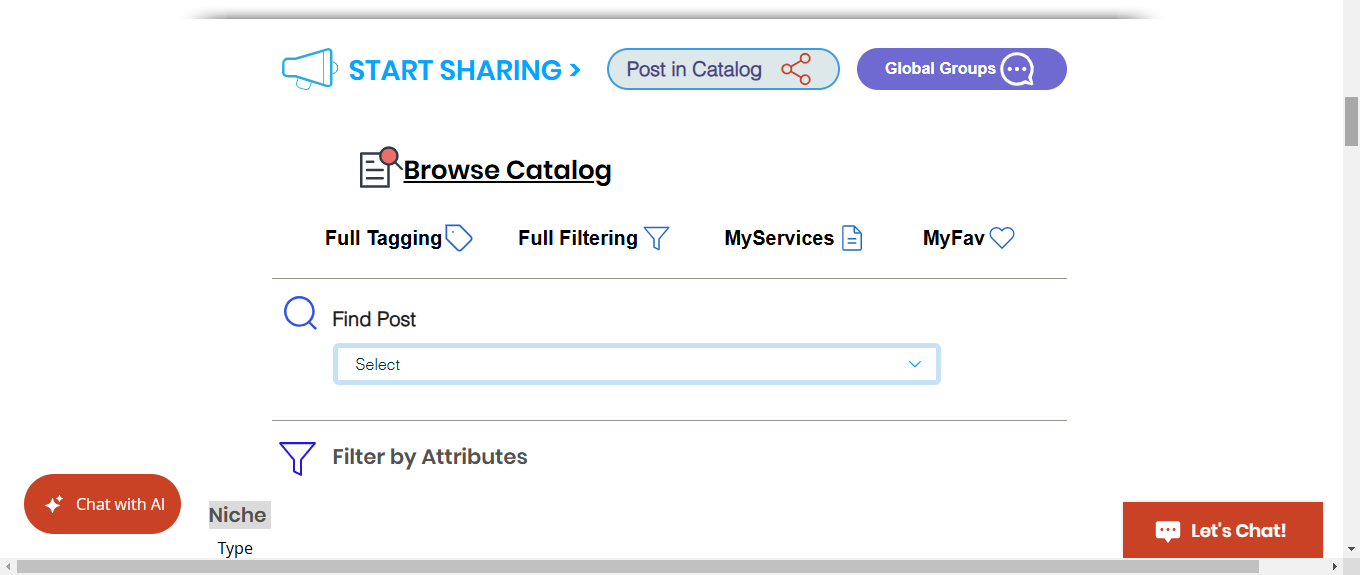 START SHARING >
Post in Catalog
Global Groups
Browse Catalog
Full Tagging
Full Filtering
MyServices
MyFav
Find Post
Select
Filter by Attributes
Chat with AI
Niche
Let's Chat!
Type